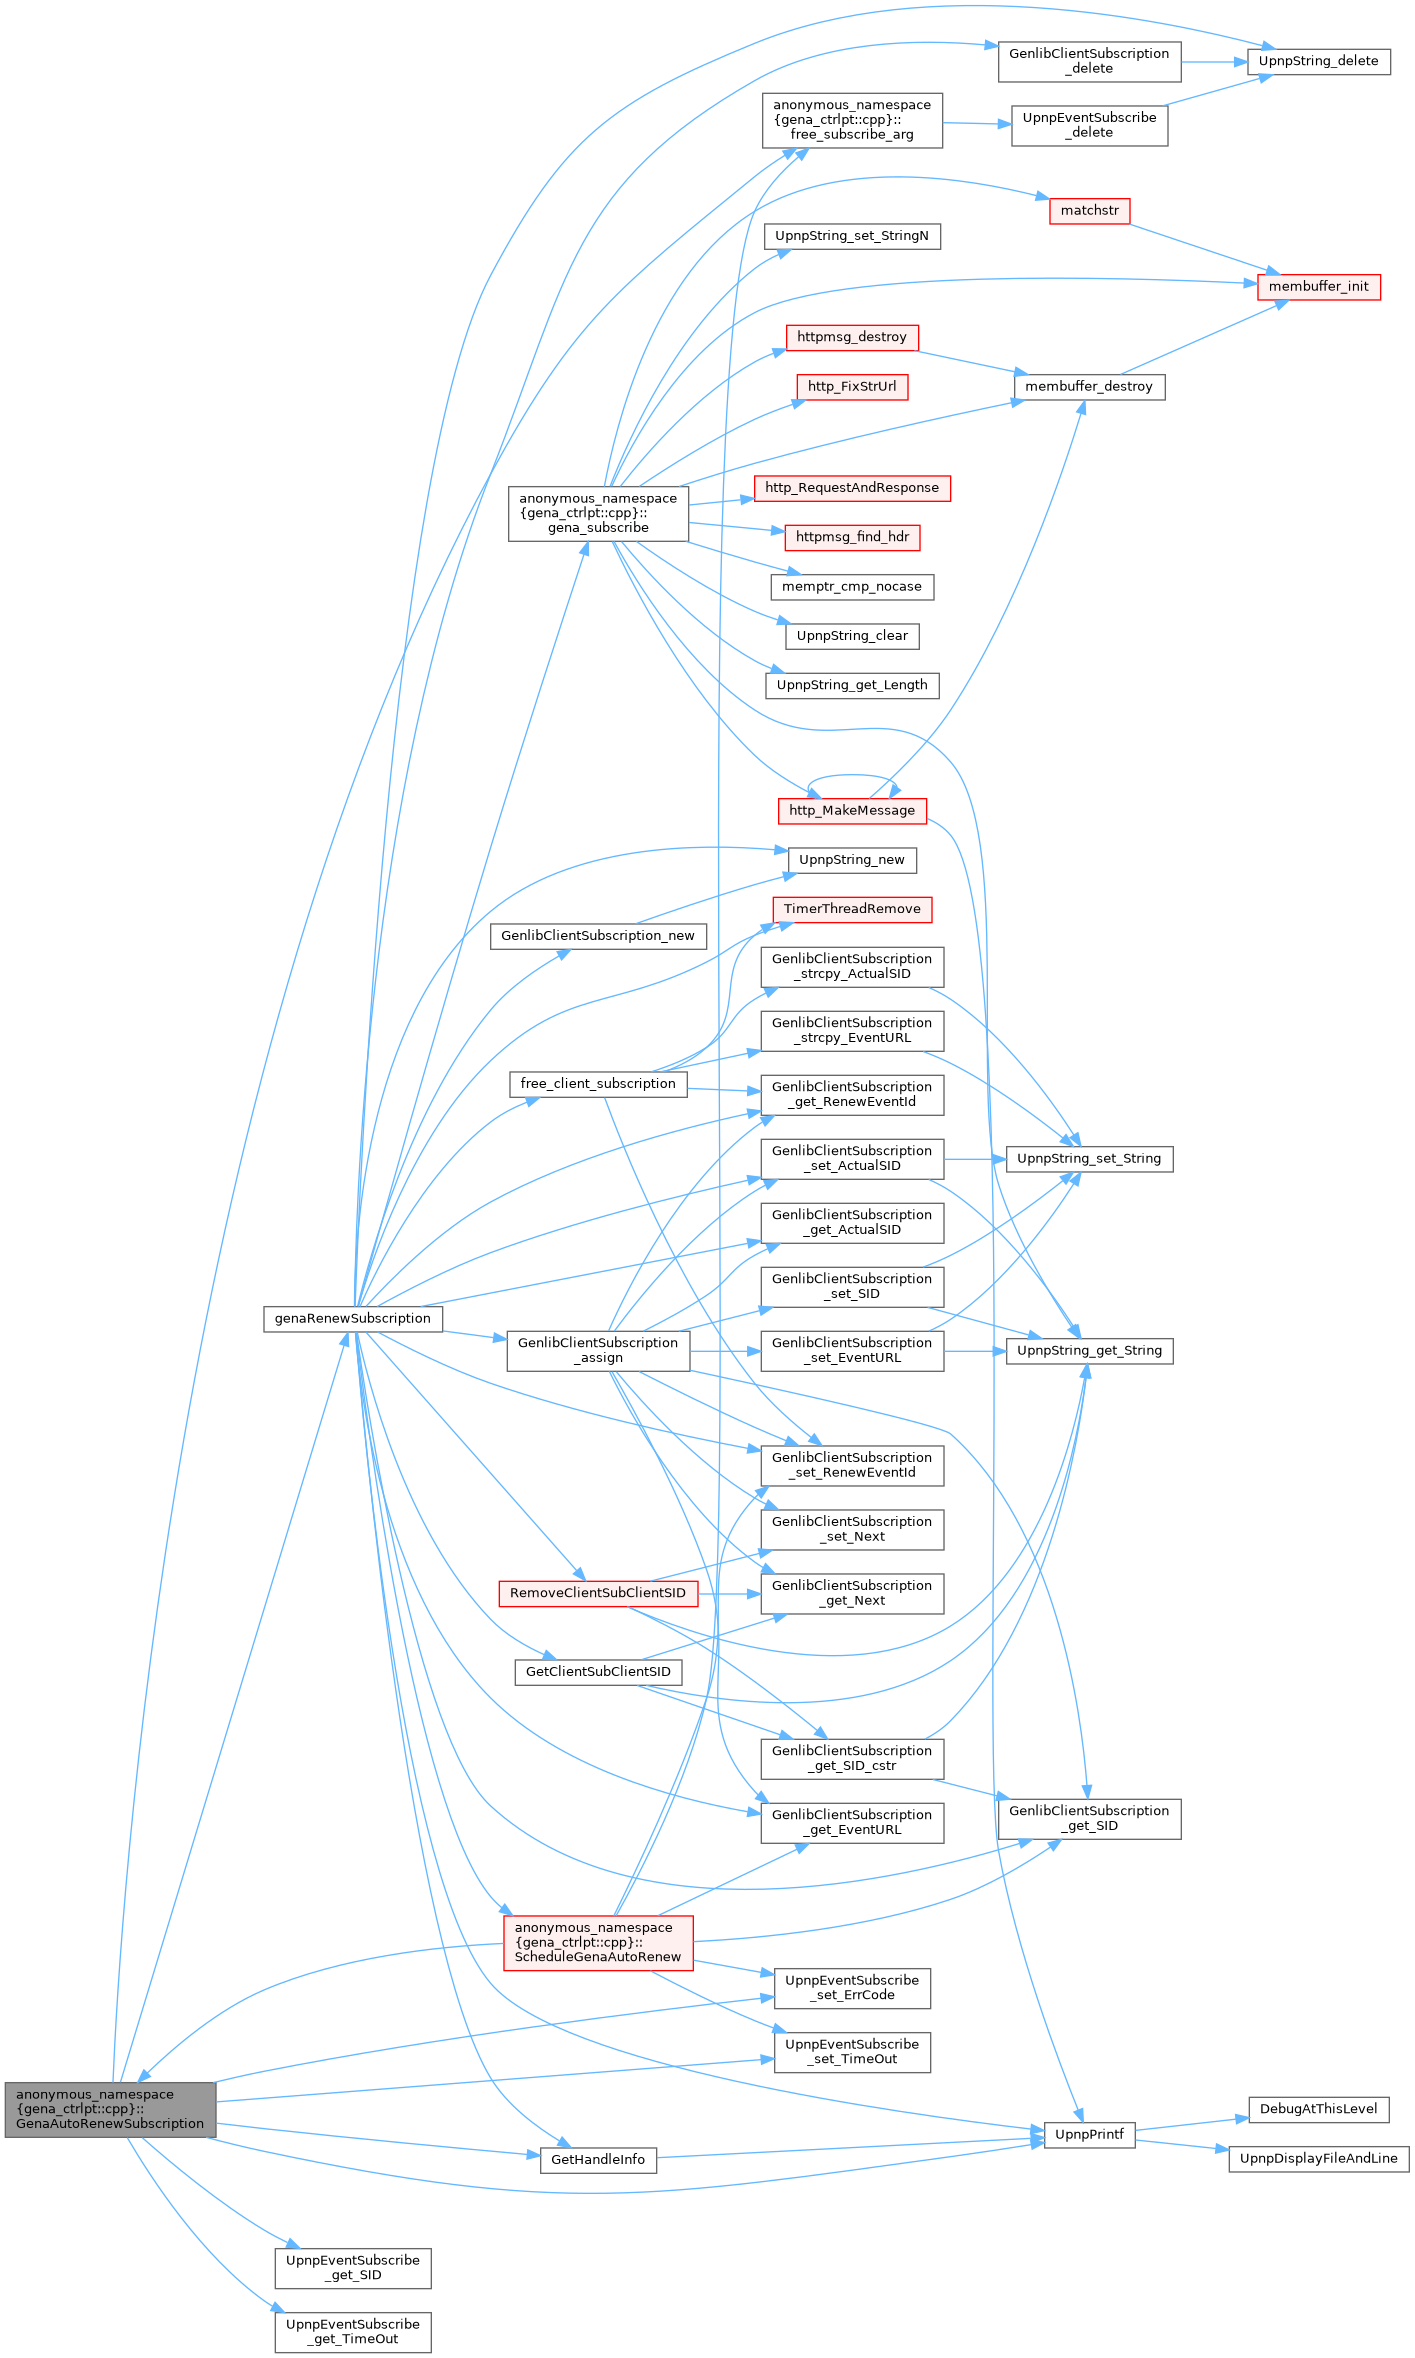 GenlibClientSubscription
_delete
UpnpString_delete
anonymous_namespace
{gena_ctrlpt::cpp}::
free_subscribe_arg
UpnpEventSubscribe
_delete
matchstr
UpnpString_set_StringN
membuffer_init
httpmsg_destroy
http_FixStrUrl
membuffer_destroy
http_RequestAndResponse
anonymous_namespace
{gena_ctrlpt::cpp}::
gena_subscribe
httpmsg_find_hdr
memptr_cmp_nocase
UpnpString_clear
UpnpString_get_Length
http_MakeMessage
UpnpString_new
TimerThreadRemove
GenlibClientSubscription_new
GenlibClientSubscription
_strcpy_ActualSID
GenlibClientSubscription
_strcpy_EventURL
free_client_subscription
GenlibClientSubscription
_get_RenewEventId
GenlibClientSubscription
_set_ActualSID
UpnpString_set_String
GenlibClientSubscription
_get_ActualSID
GenlibClientSubscription
_set_SID
genaRenewSubscription
GenlibClientSubscription
_assign
GenlibClientSubscription
_set_EventURL
UpnpString_get_String
GenlibClientSubscription
_set_RenewEventId
GenlibClientSubscription
_set_Next
RemoveClientSubClientSID
GenlibClientSubscription
_get_Next
GetClientSubClientSID
GenlibClientSubscription
_get_SID_cstr
GenlibClientSubscription
_get_SID
GenlibClientSubscription
_get_EventURL
anonymous_namespace
{gena_ctrlpt::cpp}::
ScheduleGenaAutoRenew
UpnpEventSubscribe
_set_ErrCode
UpnpEventSubscribe
_set_TimeOut
anonymous_namespace
{gena_ctrlpt::cpp}::
GenaAutoRenewSubscription
DebugAtThisLevel
UpnpPrintf
GetHandleInfo
UpnpDisplayFileAndLine
UpnpEventSubscribe
_get_SID
UpnpEventSubscribe
_get_TimeOut